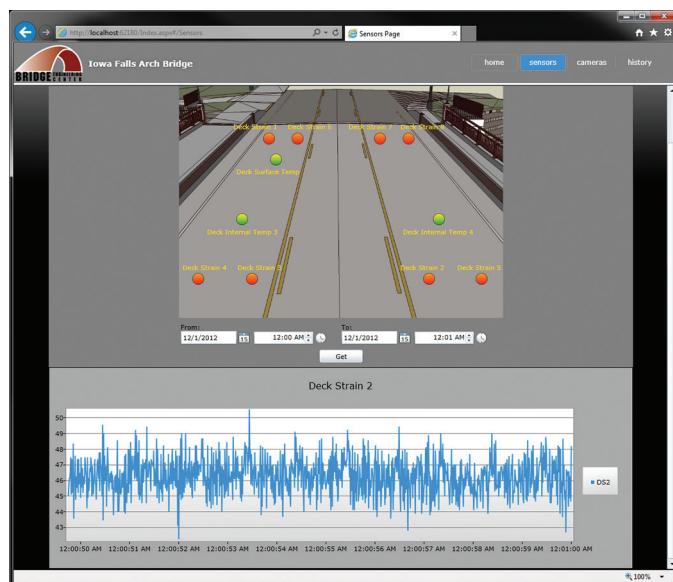 http://localhost:62180/Index.aspx#/Sensors
Sensors Page
BRIDGE ENGINEERING CENTER
Iowa Falls Arch Bridge
home
sensors
cameras
history
Deck Strain 1
Deck Strain 6
Deck Strain 7
Deck Strain 8
Deck Surface Temp
Deck Internal Temp 3
Deck Internal Temp 4
Deck Strain 4
Deck Strain 3
Deck Strain 2
Deck Strain 5
From:
To:
12/1/2012
15
12:00 AM
12/1/2012
15
12:01 AM
Get
Deck Strain 2
50
49
48
47
46
45
44
43
DS2
12:00:50 AM
12:00:51 AM
12:00:52 AM
12:00:53 AM
12:00:54 AM
12:00:55 AM
12:00:56 AM
12:00:57 AM
12:00:58 AM
12:00:59 AM
12:01:00 AM
100%